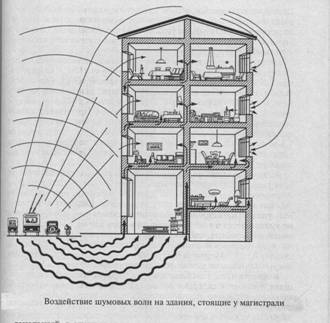 Воздействие шумовых волн на здания, стоящие у магистрали